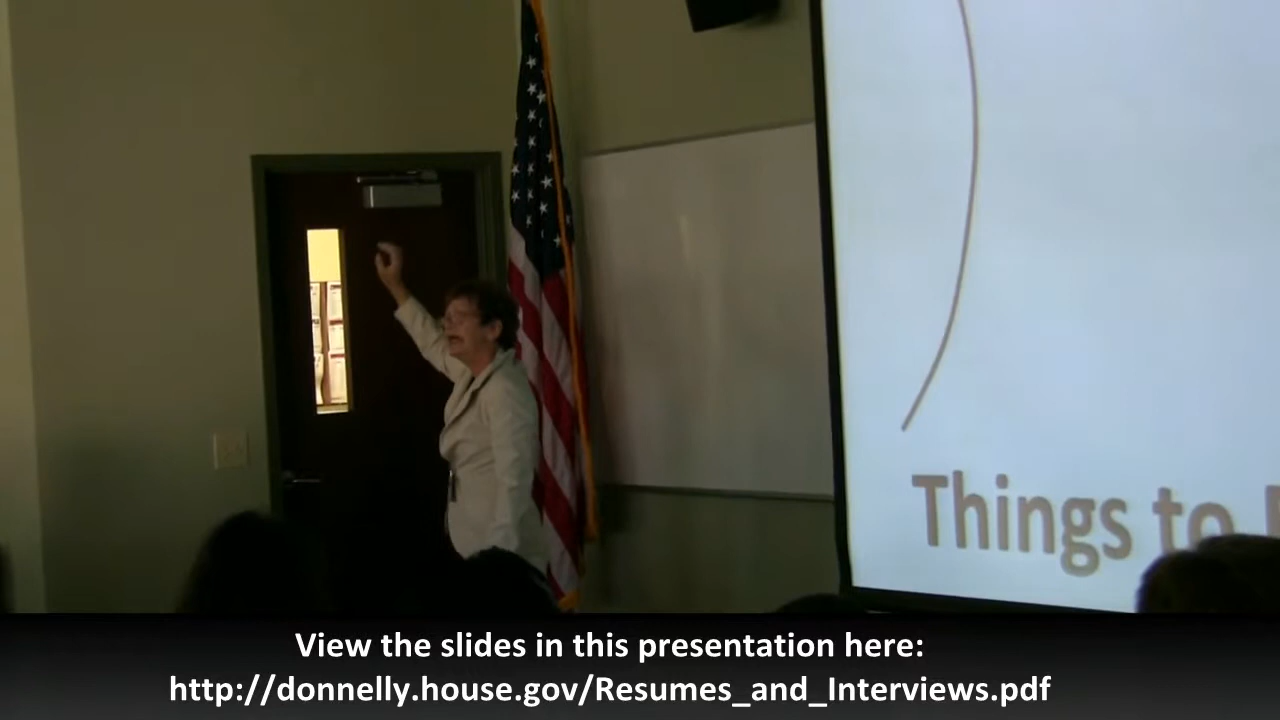 Things to
View the slides in this presentation here:
http://donnelly.house.gov/Resumes_and_Interviews.pdf